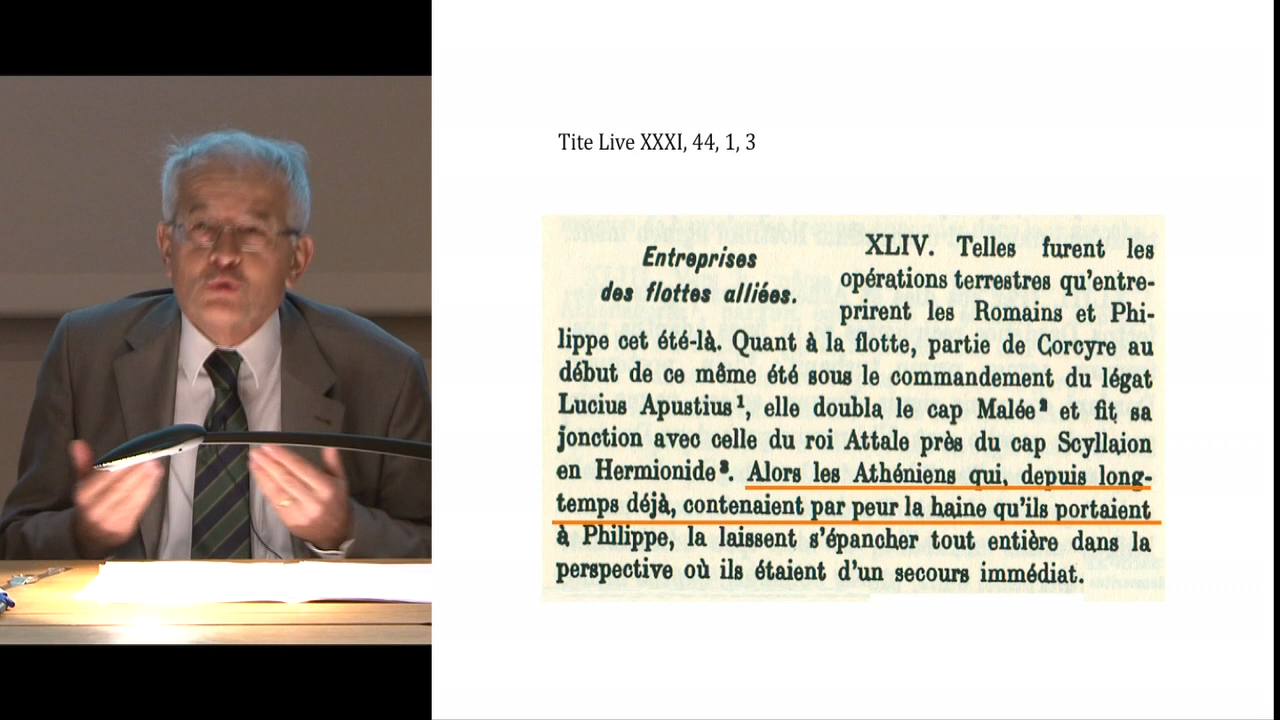 Tite Live XXXI, 44, 1, 3
Entreprises
des flottes alliées.
XLIV. Telles furent les
opérations terrestres qu'entre-
prirent les Romains et Phi-
lippe cet été-là. Quant à la flotte, partie de Corcyre au
début de ce même été sous le commandement du légat
Lucius Apustius¹, elle doubla le cap Malée² et fit sa
jonction avec celle du roi Attale près du cap Scyllaion
en Hermionide³. Alors les Athéniens qui, depuis long-
temps déjà, contenaient par peur la haine qu'ils portaient
à Philippe, la laissent s'épancher tout entière dans la
perspective où ils étaient d'un secours immédiat.